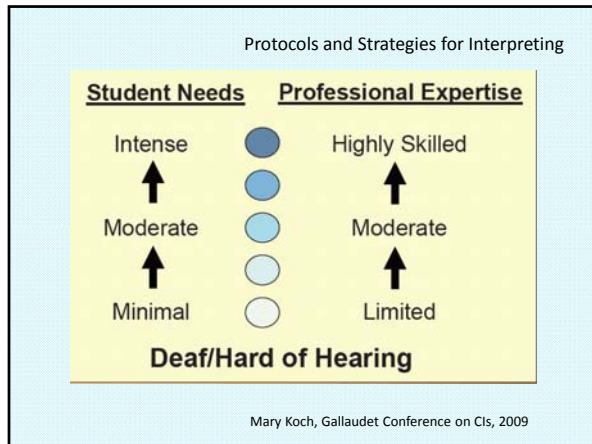 Protocols and Strategies for Interpreting
Student Needs Professional Expertise
Intense Highly Skilled
Moderate Moderate
Minimal Limited
Deaf/Hard of Hearing
Mary Koch, Gallaudet Conference on CIs, 2009